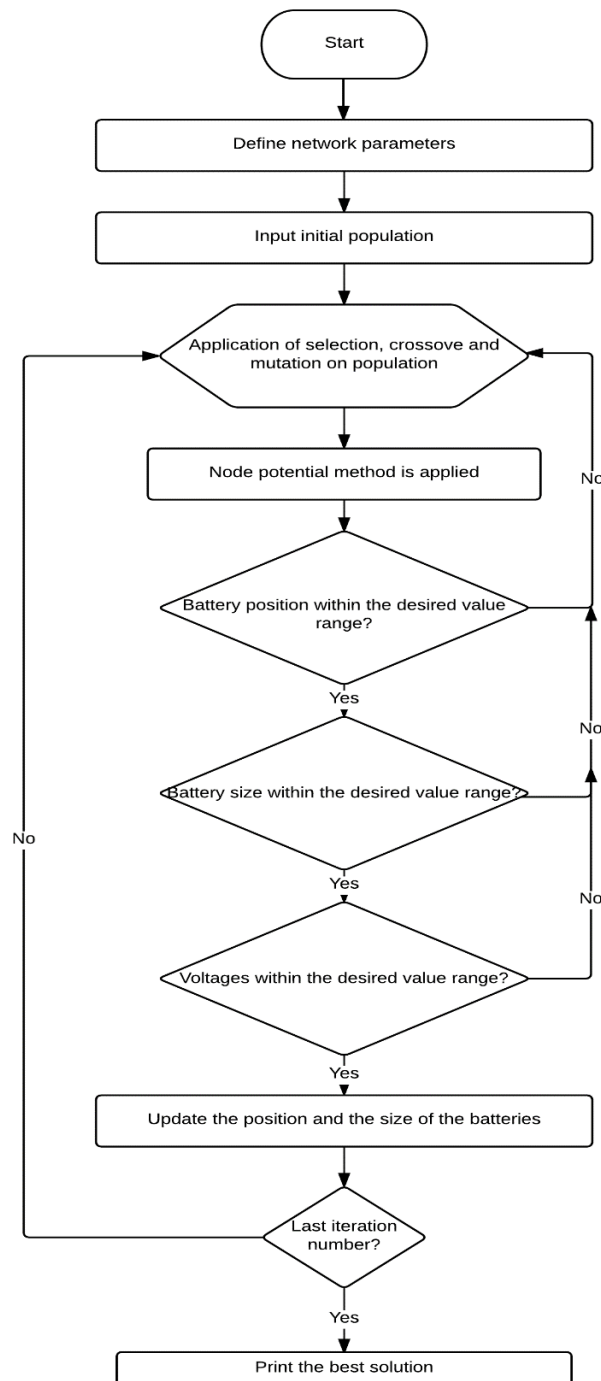 Start
Define network parameters
Input initial population
Application of selection, crossove and
mutation on population
Node potential method is applied
No
Battery position within the desired value
range?
Yes
No
Battery size within the desired value range?
No
Yes
No
Voltages within the desired value range?
Yes
Update the position and the size of the batteries
Last iteration
number?
Yes
Print the best solution